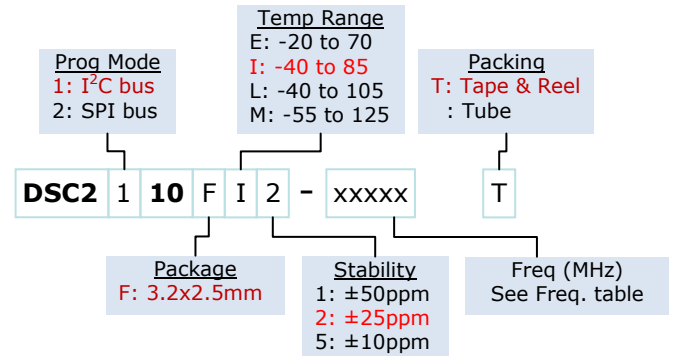 Temp Range
E: -20 to 70
I: -40 to 85
L: -40 to 105
M: -55 to 125
Prog Mode
1: I²C bus
2: SPI bus
Packing
T: Tape & Reel
: Tube
DSC2 1 10 F I 2 - xxxxx T
Package
F: 3.2x2.5mm
Stability
1: ±50ppm
2: ±25ppm
5: ±10ppm
Freq (MHz)
See Freq. table